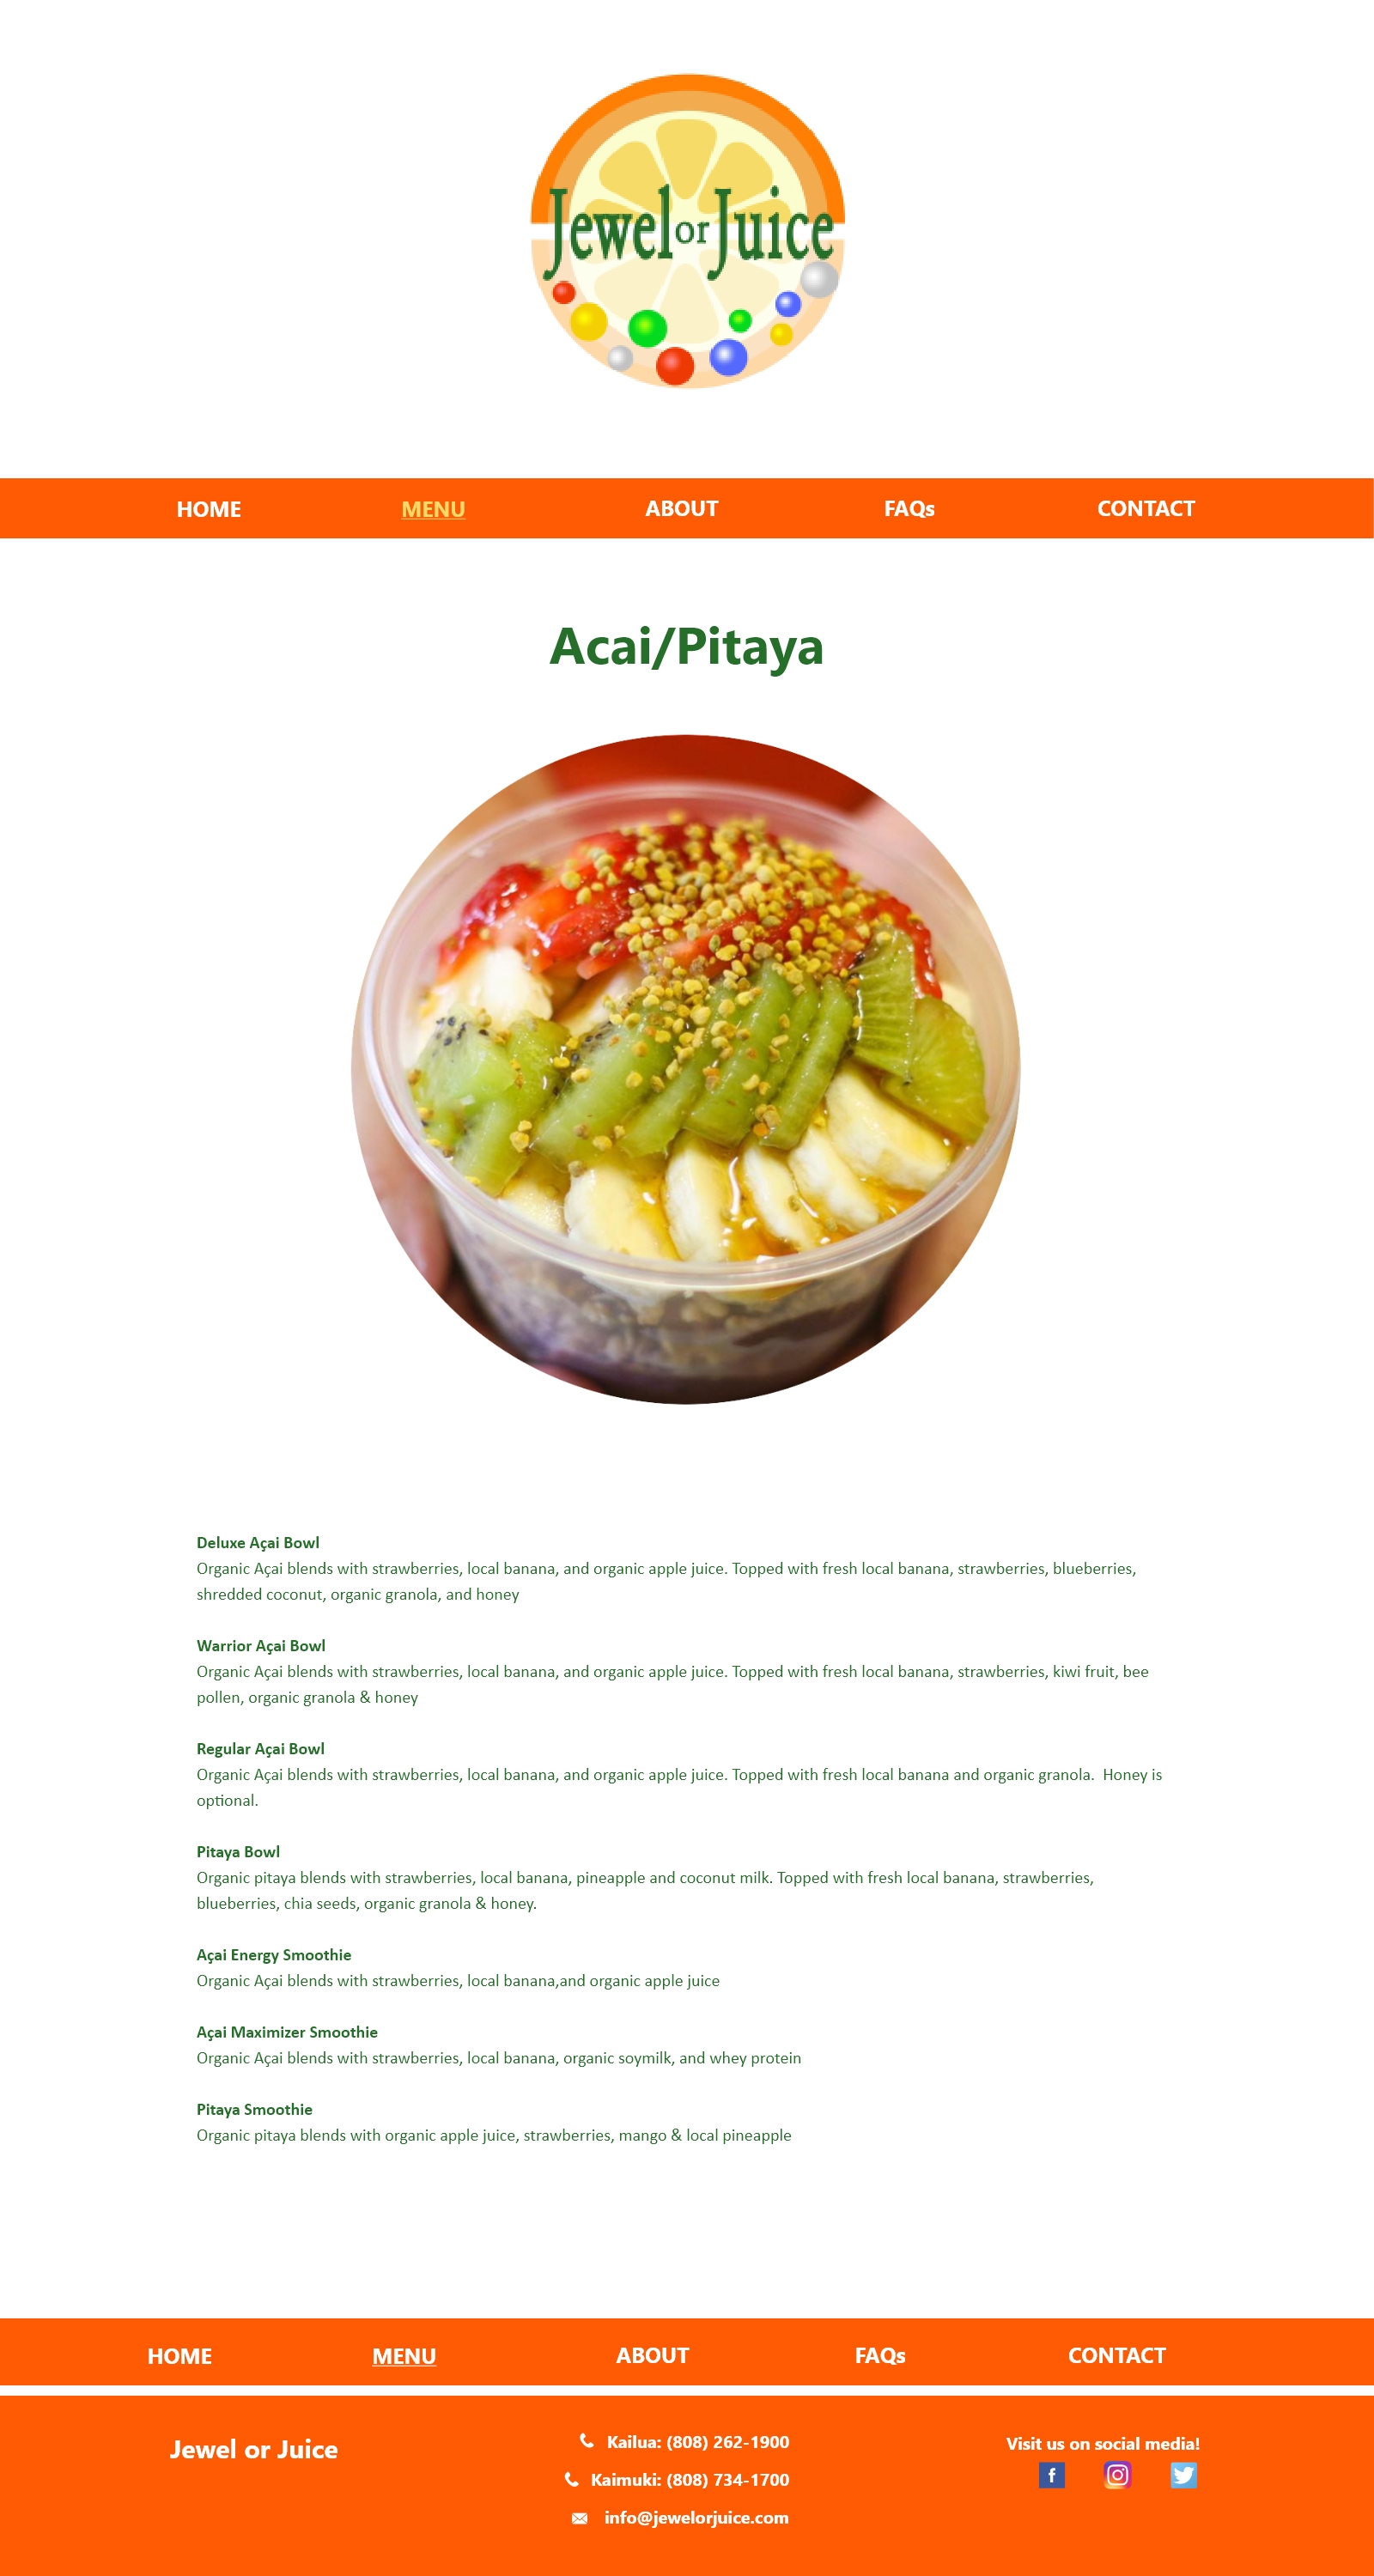 Jewel or Juice
HOME MENU ABOUT FAQs CONTACT
Acai/Pitaya
Deluxe Açai Bowl
Organic Açai blends with strawberries, local banana, and organic apple juice. Topped with fresh local banana, strawberries, blueberries,
shredded coconut, organic granola, and honey
Warrior Açai Bowl
Organic Açai blends with strawberries, local banana, and organic apple juice. Topped with fresh local banana, strawberries, kiwi fruit, bee
pollen, organic granola & honey
Regular Açai Bowl
Organic Açai blends with strawberries, local banana, and organic apple juice. Topped with fresh local banana and organic granola.  Honey is
optional.
Pitaya Bowl
Organic pitaya blends with strawberries, local banana, pineapple and coconut milk. Topped with fresh local banana, strawberries,
blueberries, chia seeds, organic granola & honey.
Açai Energy Smoothie
Organic Açai blends with strawberries, local banana,and organic apple juice
Açai Maximizer Smoothie
Organic Açai blends with strawberries, local banana, organic soymilk, and whey protein
Pitaya Smoothie
Organic pitaya blends with organic apple juice, strawberries, mango & local pineapple
HOME MENU ABOUT FAQs CONTACT
Jewel or Juice
Kailua: (808) 262-1900
Kaimuki: (808) 734-1700
info@jewelorjuice.com
Visit us on social media!